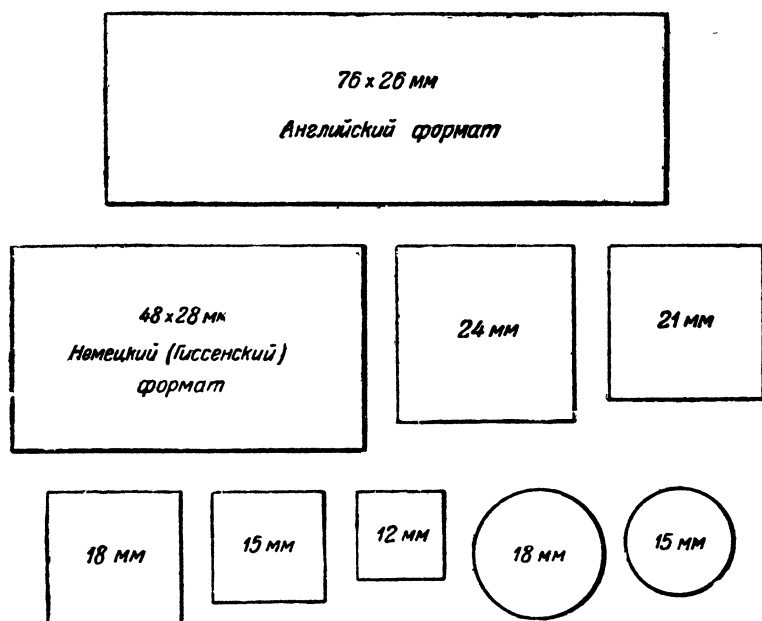 76 х 26 мм
Английский формат
48 х 28 мк
Немецкий (Гиссенский)
формат
24 мм
21 мм
18 мм
15 мм
12 мм
18 мм
15 мм